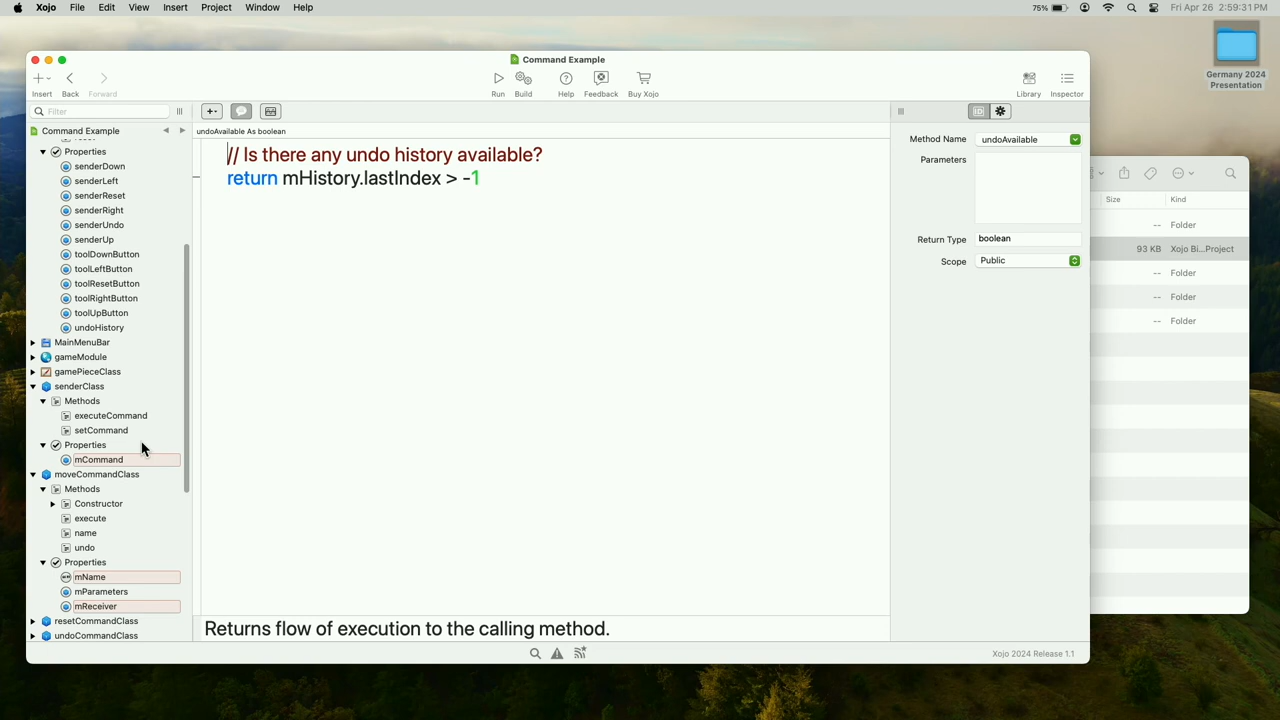 Xojo File Edit View Insert Project Window Help 75% Fri Apr 26 2:59:31 PM
Germany 2024
Presentation
Command Example
Insert Back Forward Run Build Help Feedback Buy Xojo Library Inspector
Filter
Command Example
undoAvailable As boolean
Properties
senderDown
senderLeft
senderReset
senderRight
senderUndo
senderUp
toolDownButton
toolLeftButton
toolResetButton
toolRightButton
toolUpButton
undoHistory
MainMenuBar
gameModule
gamePieceClass
senderClass
Methods
executeCommand
setCommand
Properties
mCommand
moveCommandClass
Methods
Constructor
execute
name
undo
Properties
mName
mParameters
mReceiver
resetCommandClass
undoCommandClass
// Is there any undo history available?
return mHistory.lastIndex > -1
Returns flow of execution to the calling method.
Method Name undoAvailable
Parameters
Return Type boolean
Scope Public
Xojo 2024 Release 1.1
Size Kind
-- Folder
93 KB Xojo Bi...Project
-- Folder
-- Folder
-- Folder